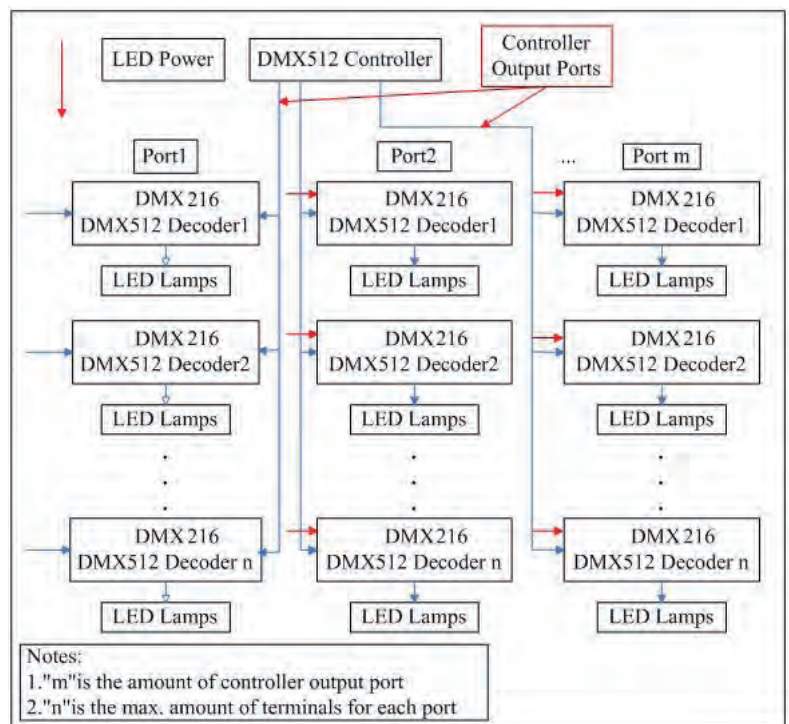 LED Power
DMX512 Controller
Controller
Output Ports
Port1
Port2
...
Port m
DMX216
DMX512 Decoder1
DMX216
DMX512 Decoder1
DMX216
DMX512 Decoder1
LED Lamps
LED Lamps
LED Lamps
DMX216
DMX512 Decoder2
DMX216
DMX512 Decoder2
DMX216
DMX512 Decoder2
LED Lamps
LED Lamps
LED Lamps
DMX216
DMX512 Decoder n
DMX216
DMX512 Decoder n
DMX216
DMX512 Decoder n
LED Lamps
LED Lamps
LED Lamps
Notes:
1."m"is the amount of controller output port
2."n"is the max. amount of terminals for each port